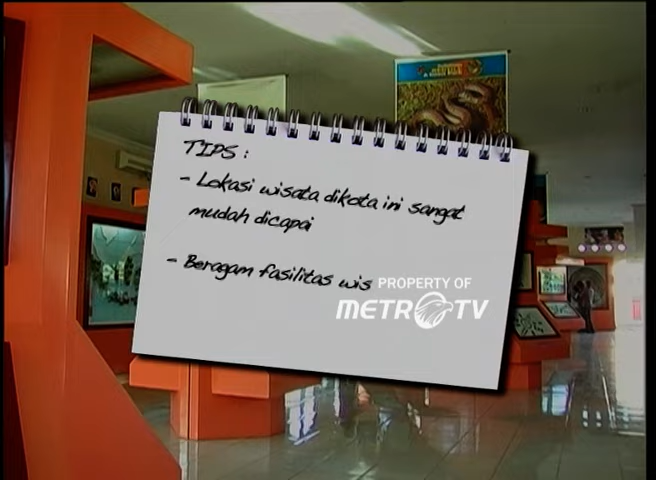 TIPS :
- Lokasi wisata dikota ini sangat
mudah dicapai
- Beragam fasilitas wis
PROPERTY OF
METRO TV